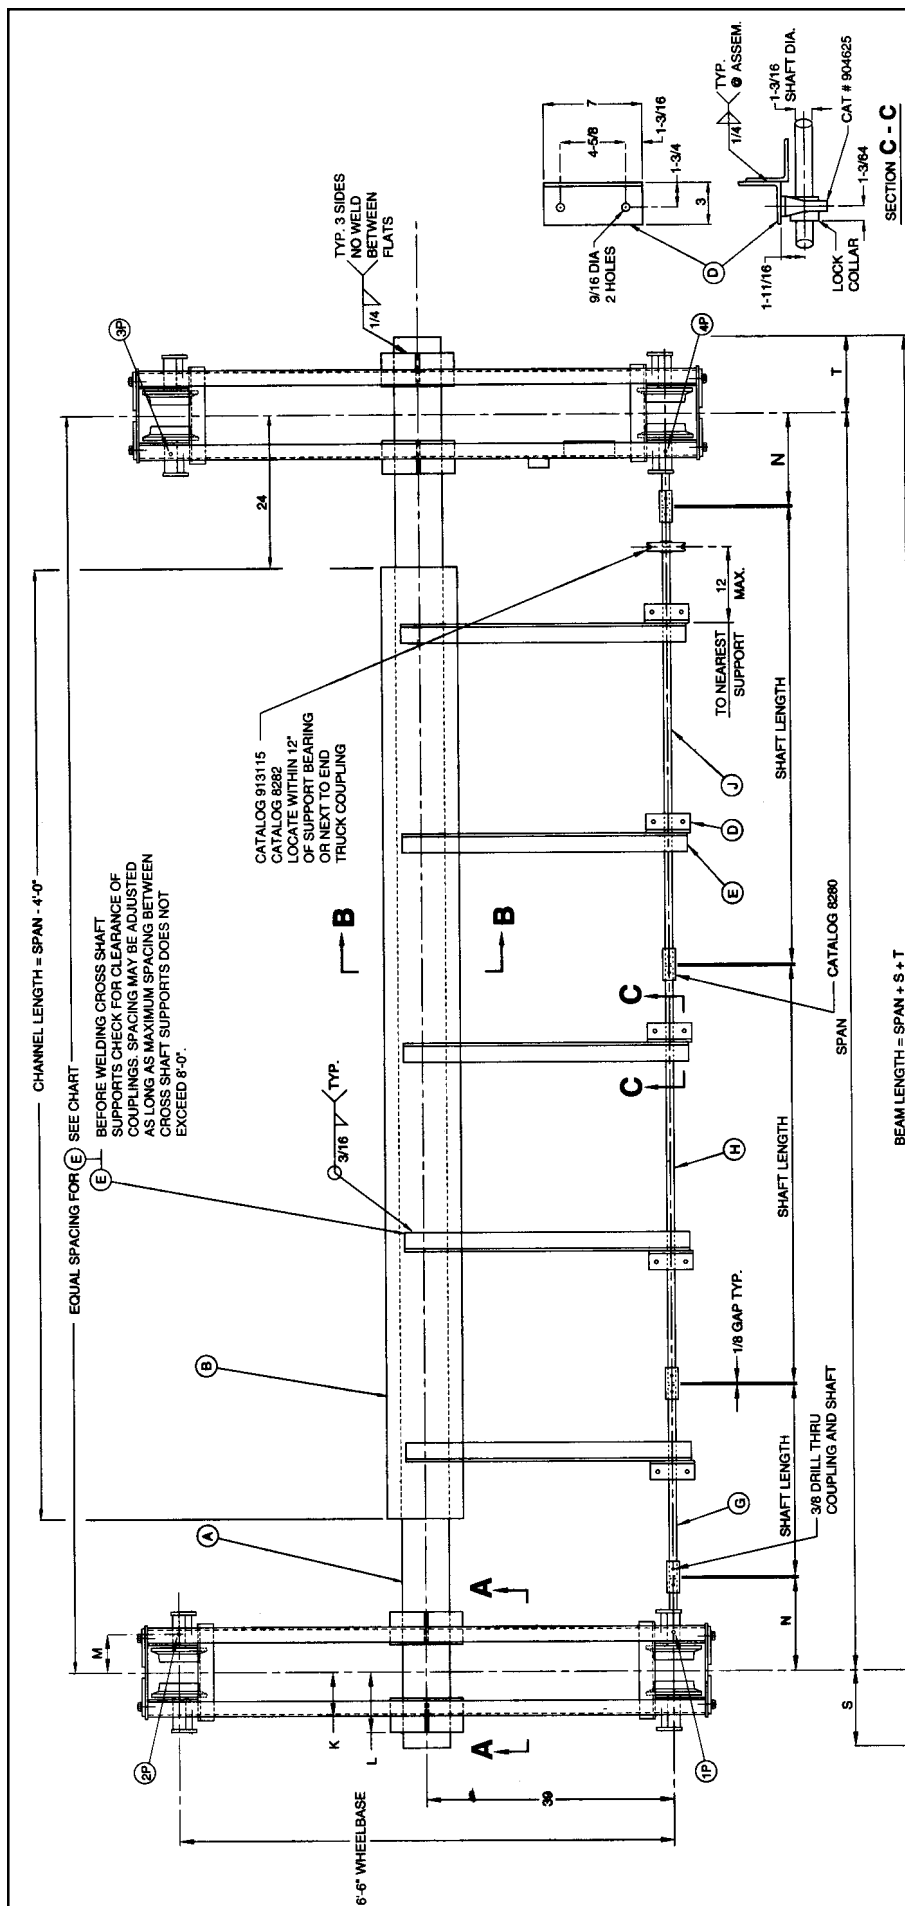 CHANNEL LENGTH = SPAN - 4'-0"
EQUAL SPACING FOR E SEE CHART
BEFORE WELDING CROSS SHAFT
SUPPORTS CHECK FOR CLEARANCE OF
COUPLINGS. SPACING MAY BE ADJUSTED
AS LONG AS MAXIMUM SPACING BETWEEN
CROSS SHAFT SUPPORTS DOES NOT
EXCEED 8'-0".
E
24
M
2P
3P
K
L
A
B
3/16
TYP.
B
B
CATALOG 913115
CATALOG 8262
LOCATE WITHIN 12"
OF SUPPORT BEARING
OR NEXT TO END
TRUCK COUPLING
TYP. 3 SIDES
NO WELD
BETWEEN
FLATS
1/4
6'-6" WHEELBASE
39
A
A
C
C
1P
4P
G
H
E
D
J
12
MAX.
TO NEAREST
SUPPORT
1/8 GAP TYP.
3/8 DRILL THRU
COUPLING AND SHAFT
CATALOG 8280
N
SHAFT LENGTH
SHAFT LENGTH
SHAFT LENGTH
N
S
SPAN
T
BEAM LENGTH = SPAN + S + T
7
4-5/8
1-3/16
1-3/4
3
9/16 DIA
2 HOLES
D
1/4
TYP.
@ ASSEM.
1-3/16
SHAFT DIA.
CAT # 904625
1-11/16
LOCK
COLLAR
1-3/64
SECTION C - C